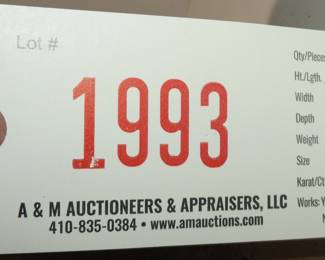 Lot #
1993
A & M AUCTIONEERS & APPRAISERS, LLC
410-835-0384 • www.amauctions.com
Qty/Pieces
Ht./Lgth.
Width
Depth
Weight
Size
Karat/Ct
Works: Y